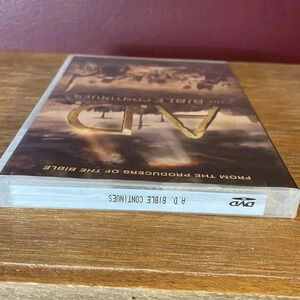 THE BIBLE CONTINUES
A.D.
FROM THE PRODUCERS OF THE BIBLE
A.D. BIBLE CONTINUES
DVD